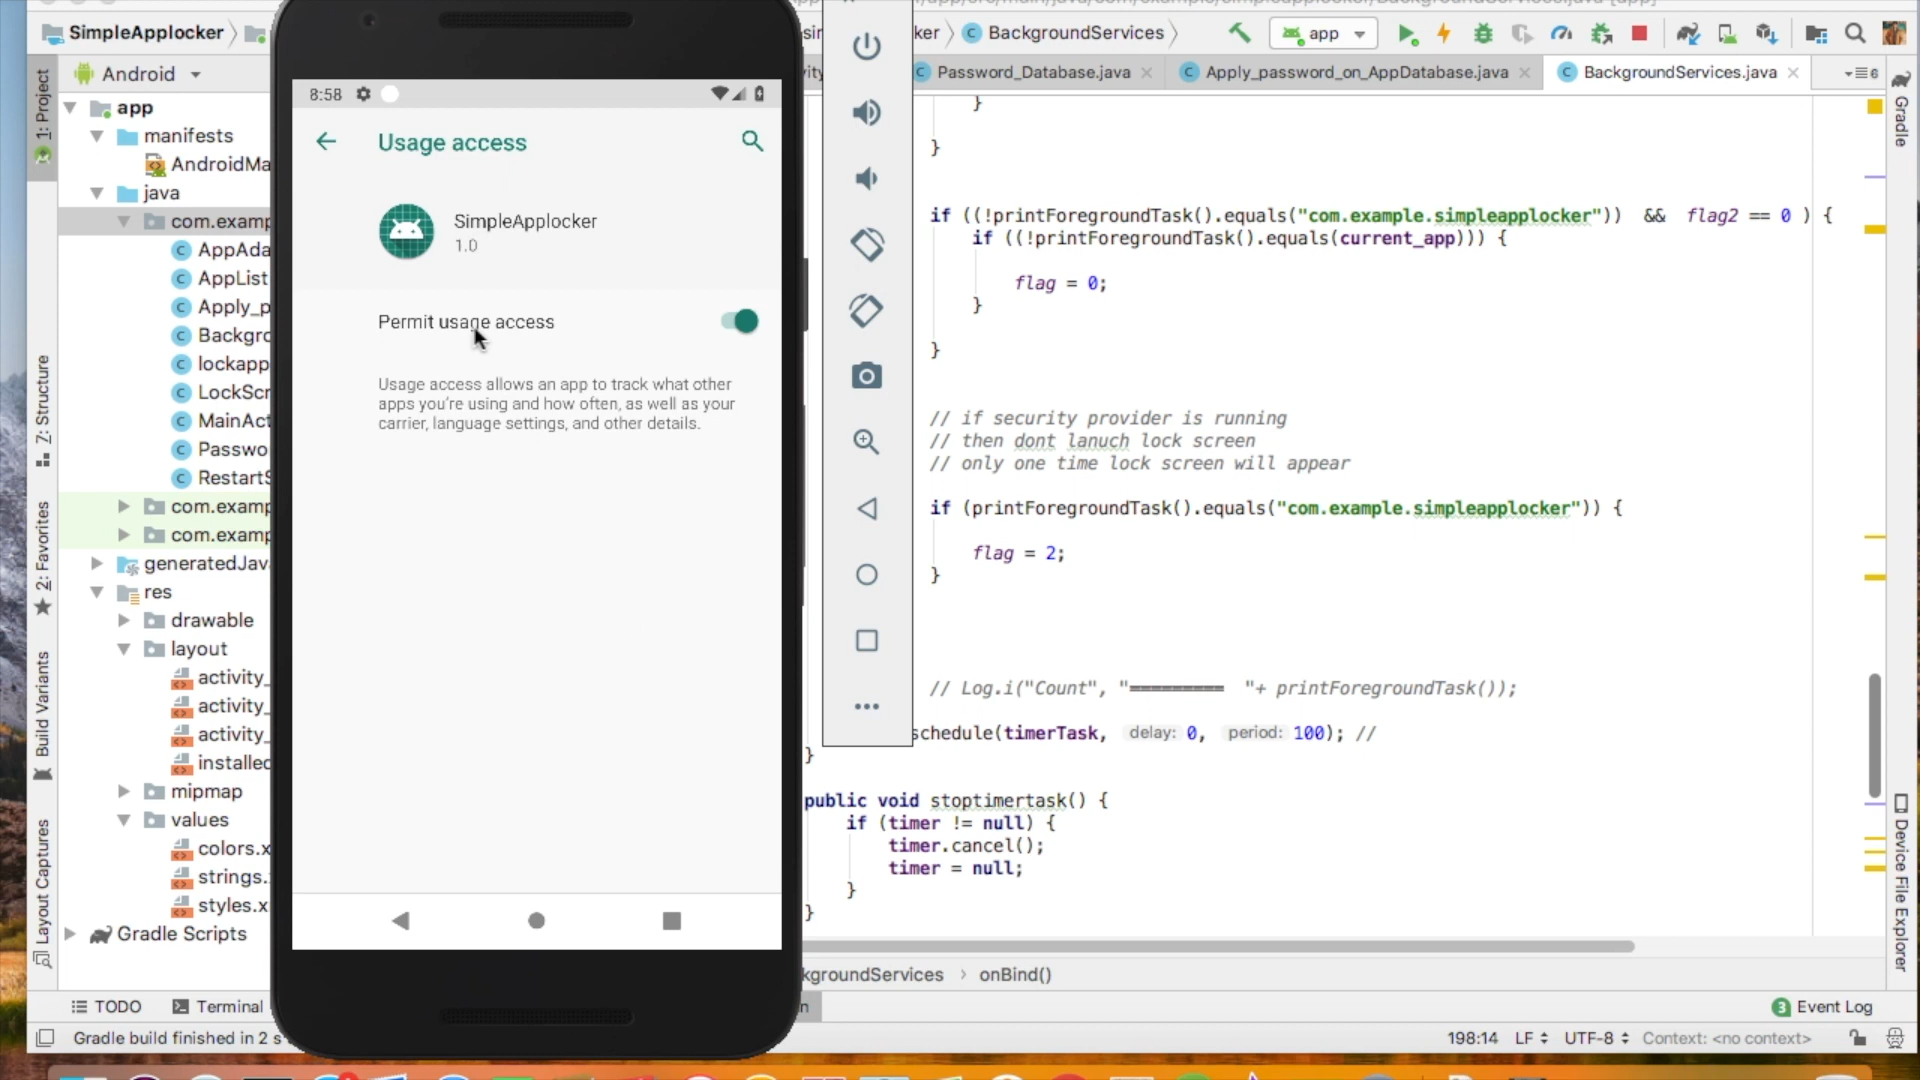 SimpleApplocker
BackgroundServices
app
Android
Password_Database.java
Apply_password_on_AppDatabase.java
BackgroundServices.java
6
1: Project
Z: Structure
2: Favorites
Build Variants
Layout Captures
app
manifests
AndroidMa
java
com.examp
AppAda
AppList
Apply_p
Backgro
lockapp
LockScr
MainAct
Passwo
RestartS
com.examp
com.examp
generatedJav
res
drawable
layout
activity_
activity_
activity_
installed
mipmap
values
colors.x
strings.
styles.x
Gradle Scripts
8:58
Usage access
SimpleApplocker
1.0
Permit usage access
Usage access allows an app to track what other
apps you're using and how often, as well as your
carrier, language settings, and other details.
}
}
if ((!printForegroundTask().equals("com.example.simpleapplocker")) && flag2 == 0 ) {
if ((!printForegroundTask().equals(current_app))) {
flag = 0;
}
}
// if security provider is running
// then dont lanuch lock screen
// only one time lock screen will appear
if (printForegroundTask().equals("com.example.simpleapplocker")) {
flag = 2;
}
// Log.i("Count", "========= "+ printForegroundTask());
schedule(timerTask, delay: 0, period: 100); //
}
public void stoptimertask() {
if (timer != null) {
timer.cancel();
timer = null;
}
}
kgroundServices > onBind()
Gradle
Device File Explorer
TODO
Terminal
3 Event Log
Gradle build finished in 2 s
198:14
LF
UTF-8
Context: <no context>